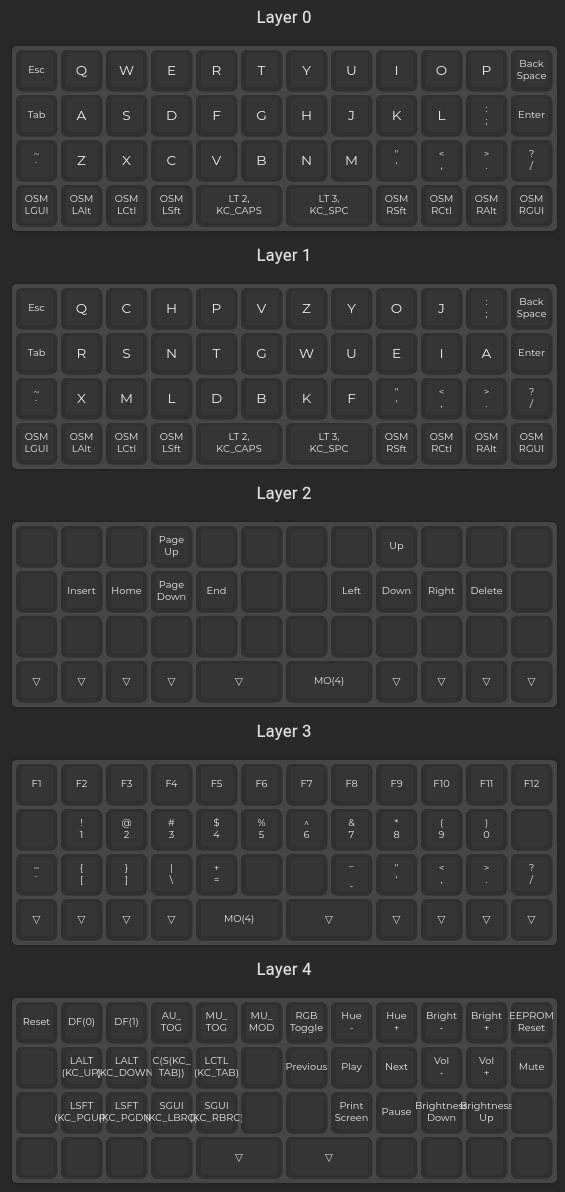 Layer 0
Esc Q W E R T Y U I O P Back Space
Tab A S D F G H J K L : ; Enter
~ ` Z X C V B N M " ' < , > . ? /
OSM LGUI OSM LAlt OSM LCtl OSM LSft LT 2, KC_CAPS LT 3, KC_SPC OSM RSft OSM RCtl OSM RAlt OSM RGUI
Layer 1
Esc Q C H P V Z Y O J : ; Back Space
Tab R S N T G W U E I A Enter
~ ` X M L D B K F " ' < , > . ? /
OSM LGUI OSM LAlt OSM LCtl OSM LSft LT 2, KC_CAPS LT 3, KC_SPC OSM RSft OSM RCtl OSM RAlt OSM RGUI
Layer 2
Page Up Up
Insert Home Page Down End Left Down Right Delete
▽ ▽ ▽ ▽ ▽ MO(4) ▽ ▽ ▽ ▽
Layer 3
F1 F2 F3 F4 F5 F6 F7 F8 F9 F10 F11 F12
! 1 @ 2 # 3 $ 4 % 5 ^ 6 & 7 * 8 ( 9 ) 0
~ ` { [ } ] | \ + = _ - " ' < , > . ? /
▽ ▽ ▽ ▽ MO(4) ▽ ▽ ▽ ▽ ▽
Layer 4
Reset DF(0) DF(1) AU_ TOG MU_ TOG MU_ MOD RGB Toggle Hue - Hue + Bright - Bright + EEPROM Reset
LALT (KC_UP) LALT (KC_DOWN C(S(KC_ TAB)) LCTL (KC_TAB) Previous Play Next Vol - Vol + Mute
LSFT (KC_PGUP LSFT (KC_PGDN SGUI (KC_LBRC SGUI (KC_RBRC) Print Screen Pause Brightness Down Brightness Up
▽ ▽